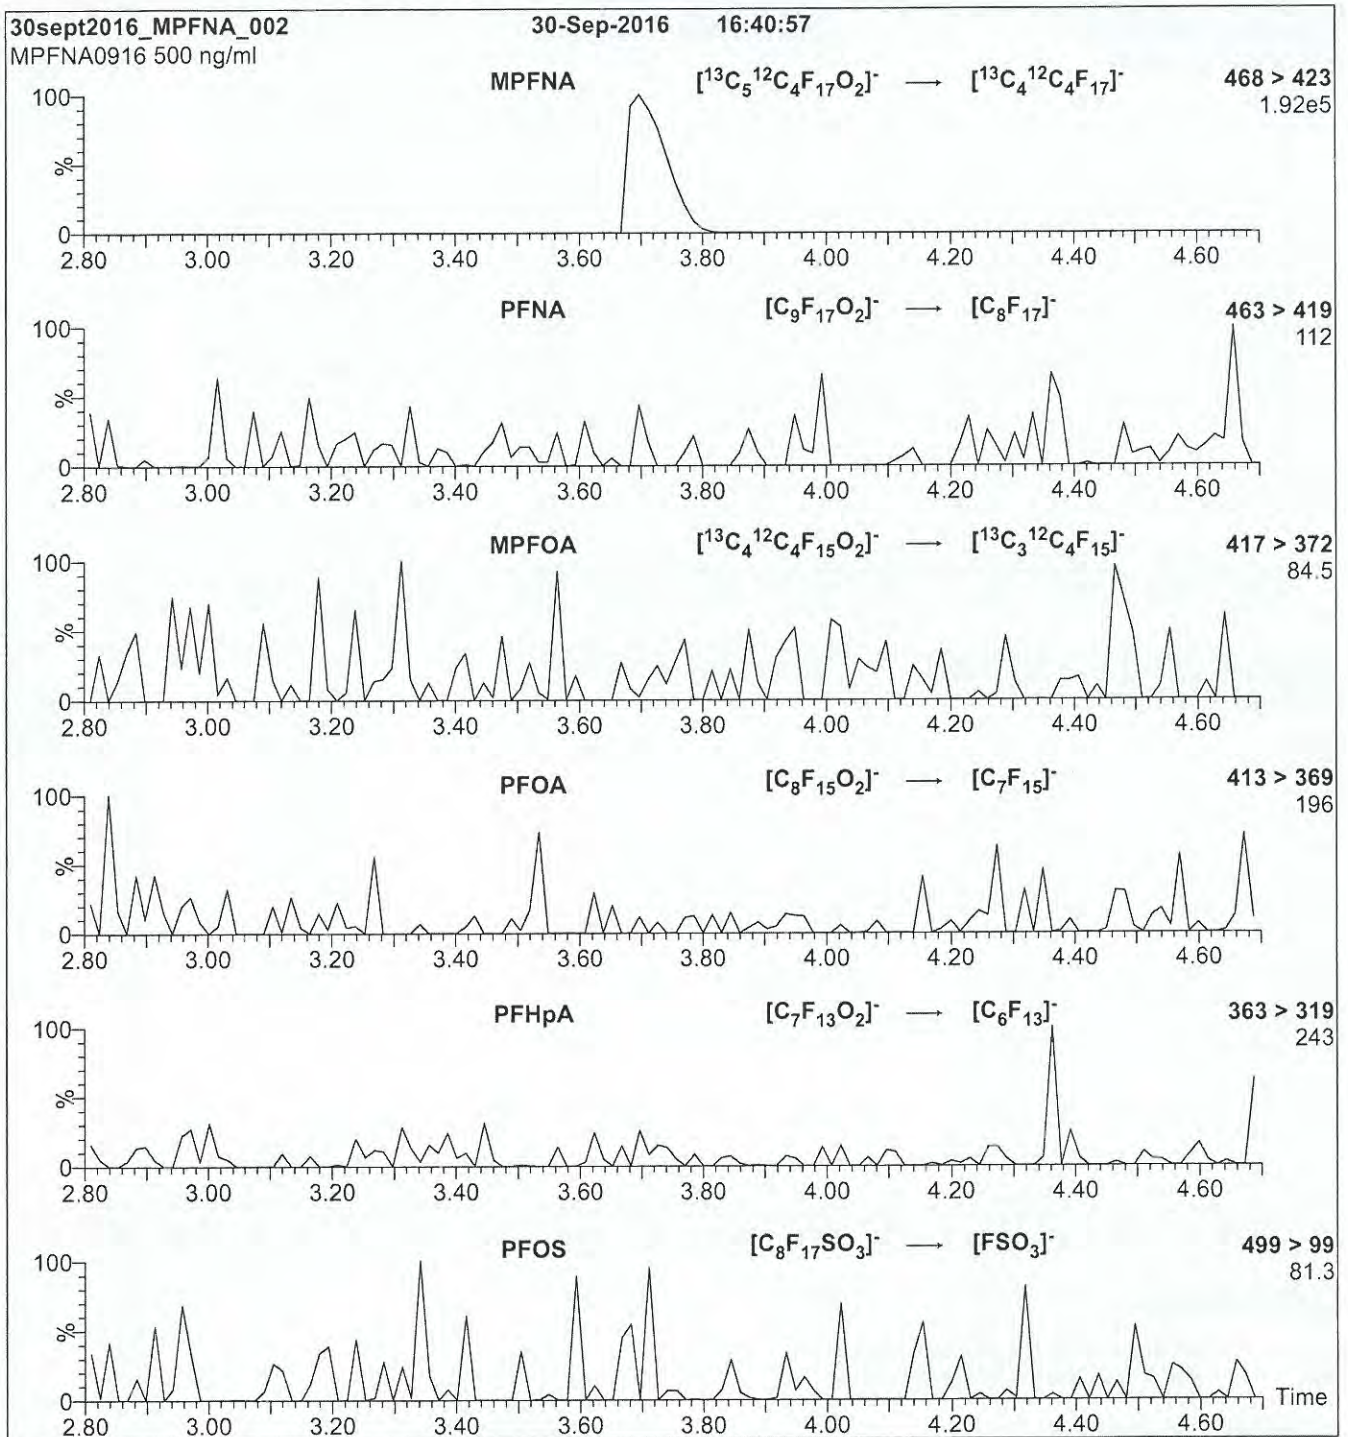 30sept2016_MPFNA_002 30-Sep-2016 16:40:57
MPFNA0916 500 ng/ml
MPFNA [¹³C₅¹²C₄F₁₇O₂]⁻ → [¹³C₄¹²C₄F₁₇]⁻ 468 > 423
1.92e5
100
%
0
2.80 3.00 3.20 3.40 3.60 3.80 4.00 4.20 4.40 4.60
PFNA [C₉F₁₇O₂]⁻ → [C₈F₁₇]⁻ 463 > 419
112
100
%
0
2.80 3.00 3.20 3.40 3.60 3.80 4.00 4.20 4.40 4.60
MPFOA [¹³C₄¹²C₄F₁₅O₂]⁻ → [¹³C₃¹²C₄F₁₅]⁻ 417 > 372
84.5
100
%
0
2.80 3.00 3.20 3.40 3.60 3.80 4.00 4.20 4.40 4.60
PFOA [C₈F₁₅O₂]⁻ → [C₇F₁₅]⁻ 413 > 369
196
100
%
0
2.80 3.00 3.20 3.40 3.60 3.80 4.00 4.20 4.40 4.60
PFHpA [C₇F₁₃O₂]⁻ → [C₆F₁₃]⁻ 363 > 319
243
100
%
0
2.80 3.00 3.20 3.40 3.60 3.80 4.00 4.20 4.40 4.60
PFOS [C₈F₁₇SO₃]⁻ → [FSO₃]⁻ 499 > 99
81.3
100
%
0
Time
2.80 3.00 3.20 3.40 3.60 3.80 4.00 4.20 4.40 4.60